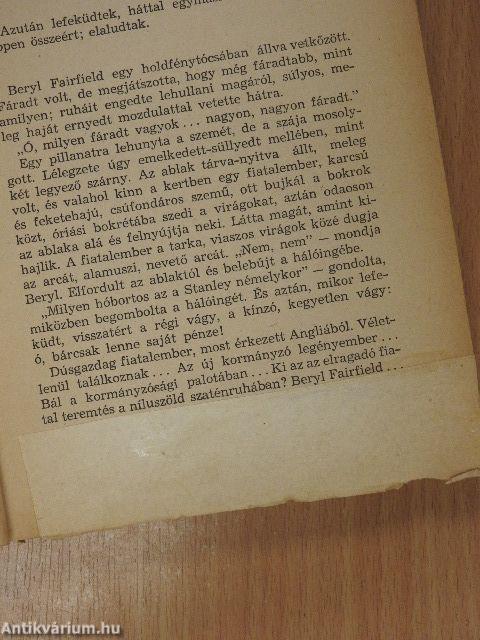 Azután lefeküdtek, háttal
összeért; elaludtak.
Beryl Fairfield egy holdfénytócsában állva vetkőzött.
Fáradt volt, de megjátszotta, hogy még fáradtabb, mint
amilyen; ruháit engedte lehullani magáról, súlyos, me-
leg haját ernyedt mozdulattal vetette hátra.
„Ó, milyen fáradt vagyok... nagyon, nagyon fáradt."
Egy pillanatra lehunyta a szemét, de a szája mosoly-
gott. Lélegzete úgy emelkedett-süllyedt mellében, mint
két legyező szárny. Az ablak tárva-nyitva állt, meleg
volt, és valahol kinn a kertben egy fiatalember, karcsú
és feketehajú, csúfondáros szemű, ott bujkál a bokrok
közt, óriási bokrétába szedi a virágokat, aztán odaoson
az ablaka alá és felnyújtja neki. Látta magát, amint ki-
hajlik. A fiatalember a tarka, viaszos virágok közé dugja
az arcát, alamuszi, nevető arcát. „Nem, nem" – mondja
Beryl. Elfordult az ablaktól és belebújt a hálóingébe.
„Milyen hóbortos az a Stanley némelykor" – gondolta,
miközben begombolta a hálóingét. És aztán, mikor lefe-
küdt, visszatért a régi vágy, a kínzó, kegyetlen vágy:
ó, bárcsak lenne saját pénze!
Dúsgazdag fiatalember, most érkezett Angliából. Vélet-
lenül találkoznak... Az új kormányzó legényember...
Bál a kormányzósági palotában... Ki az az elragadó fia-
tal teremtés a níluszöld szaténruhában? Beryl Fairfield...
Antikvárium.hu